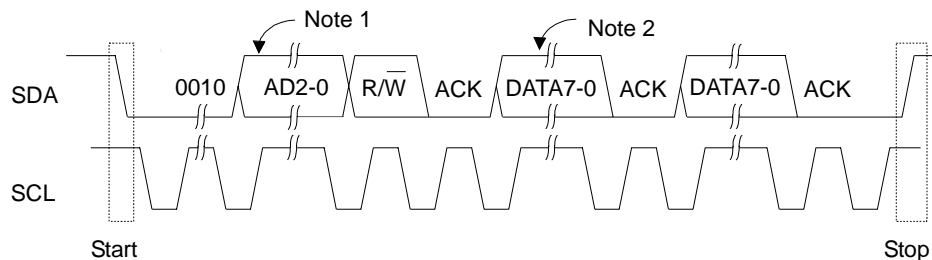 Note 1
Note 2
SDA
0010
AD2-0
R/W̅
ACK
DATA7-0
ACK
DATA7-0
ACK
SCL
Start
Stop